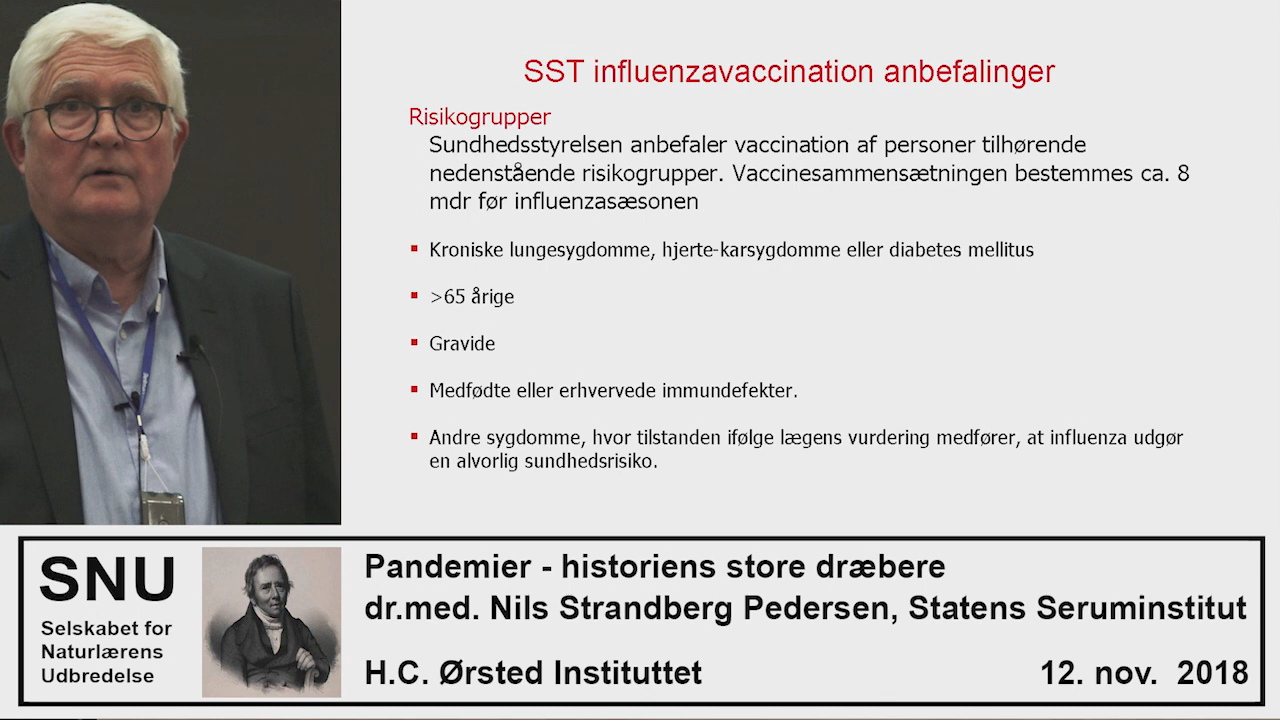 SST influenzavaccination anbefalinger
Risikogrupper
Sundhedsstyrelsen anbefaler vaccination af personer tilhørende
nedenstående risikogrupper. Vaccinesammensætningen bestemmes ca. 8
mdr før influenzasæsonen
Kroniske lungesygdomme, hjerte-karsygdomme eller diabetes mellitus
>65 årige
Gravide
Medfødte eller erhvervede immundefekter.
Andre sygdomme, hvor tilstanden ifølge lægens vurdering medfører, at influenza udgør
en alvorlig sundhedsrisiko.
SNU
Selskabet for
Naturlærens
Udbredelse
Pandemier - historiens store dræbere
dr.med. Nils Strandberg Pedersen, Statens Seruminstitut
H.C. Ørsted Instituttet 12. nov. 2018